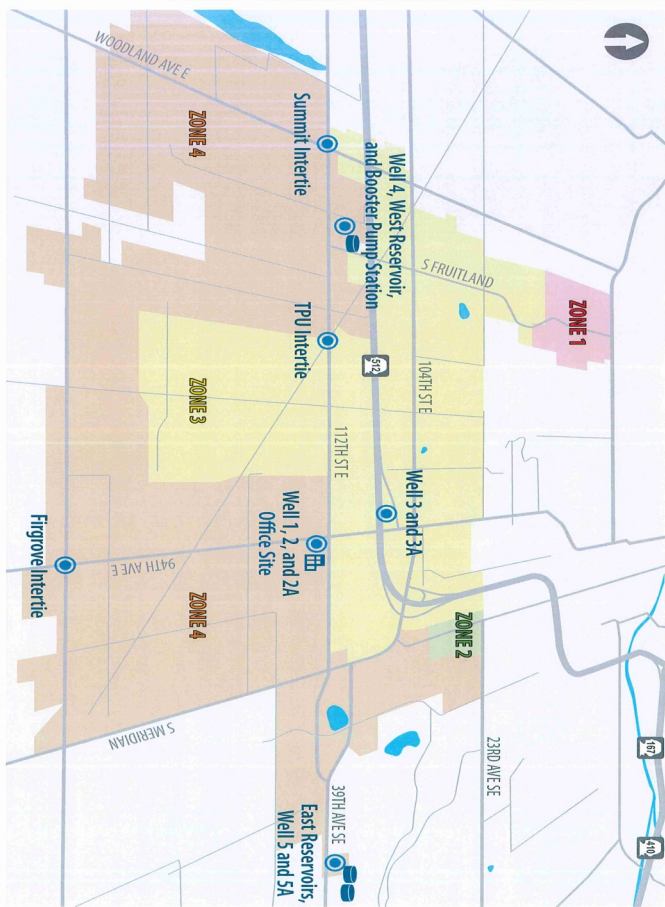 167
410
ZONE 1
S FRUITLAND
104TH ST E
23RD AVE SE
ZONE 2
WOODLAND AVE E
Well 4, West Reservoir,
and Booster Pump Station
512
Well 3 and 3A
Summit Intertie
TPU Intertie
112TH ST E
Well 1, 2, and 2A
Office Site
39TH AVE SE
East Reservoirs,
Well 5 and 5A
ZONE 4
ZONE 3
ZONE 4
94TH AVE E
S MERIDIAN
Firgrove Intertie